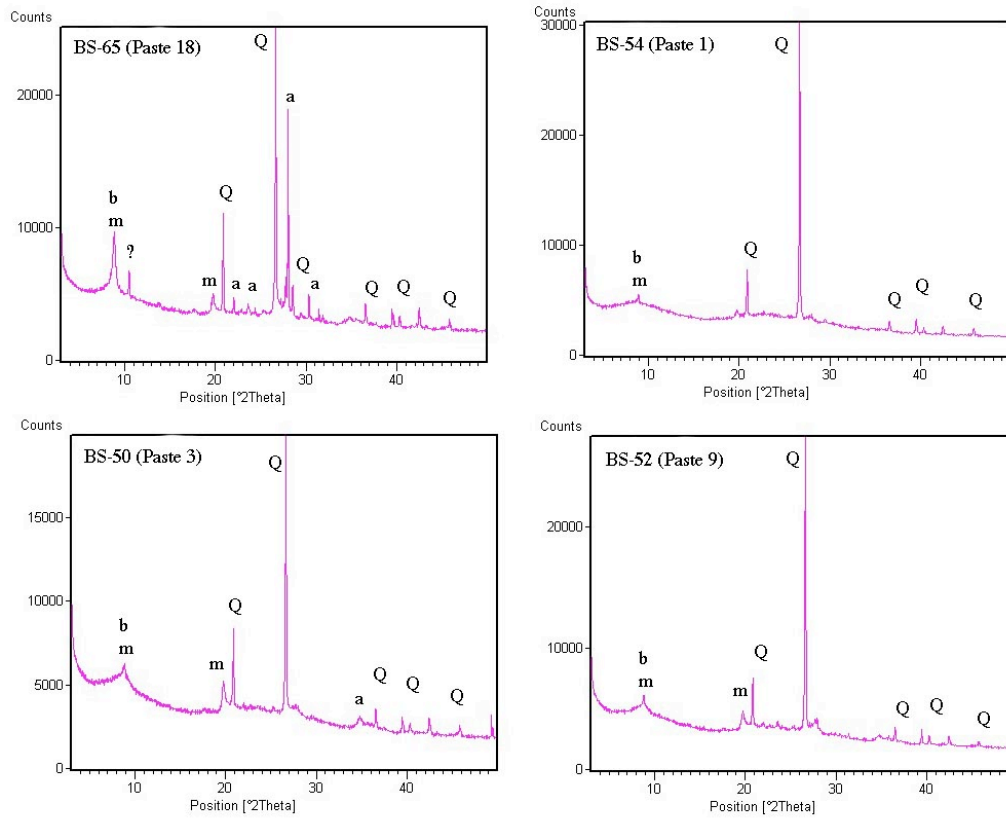 Counts
BS-65 (Paste 18)
Q
a
20000
b
m
Q
10000
?
m
a
a
Q
a
Q
Q
Q
0
10
20
30
40
Position [°2Theta]
Counts
30000
BS-54 (Paste 1)
Q
20000
10000
Q
b
m
Q
Q
Q
0
10
20
30
40
Position [°2Theta]
Counts
BS-50 (Paste 3)
Q
15000
10000
Q
b
m
m
5000
a
Q
Q
Q
0
10
20
30
40
Position [°2Theta]
Counts
BS-52 (Paste 9)
Q
20000
10000
Q
b
m
m
Q
Q
Q
0
10
20
30
40
Position [°2Theta]